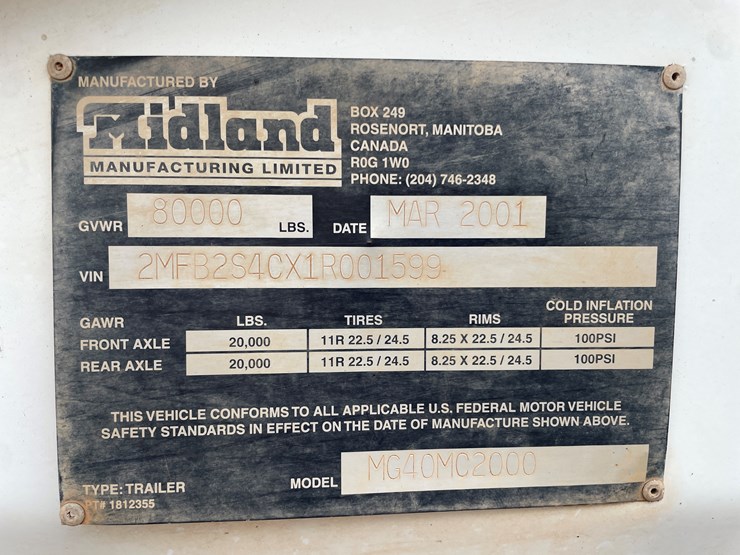 MANUFACTURED BY
Midland
MANUFACTURING LIMITED
BOX 249
ROSENORT, MANITOBA
CANADA
R0G 1W0
PHONE: (204) 746-2348
GVWR 80000 LBS. DATE MAR 2001
VIN 2MFB2S4CX1R001599
GAWR LBS. TIRES RIMS COLD INFLATION PRESSURE
FRONT AXLE 20,000 11R 22.5 / 24.5 8.25 X 22.5 / 24.5 100PSI
REAR AXLE 20,000 11R 22.5 / 24.5 8.25 X 22.5 / 24.5 100PSI
THIS VEHICLE CONFORMS TO ALL APPLICABLE U.S. FEDERAL MOTOR VEHICLE
SAFETY STANDARDS IN EFFECT ON THE DATE OF MANUFACTURE SHOWN ABOVE.
TYPE: TRAILER MODEL MG40MC2000
PRT# 1812355